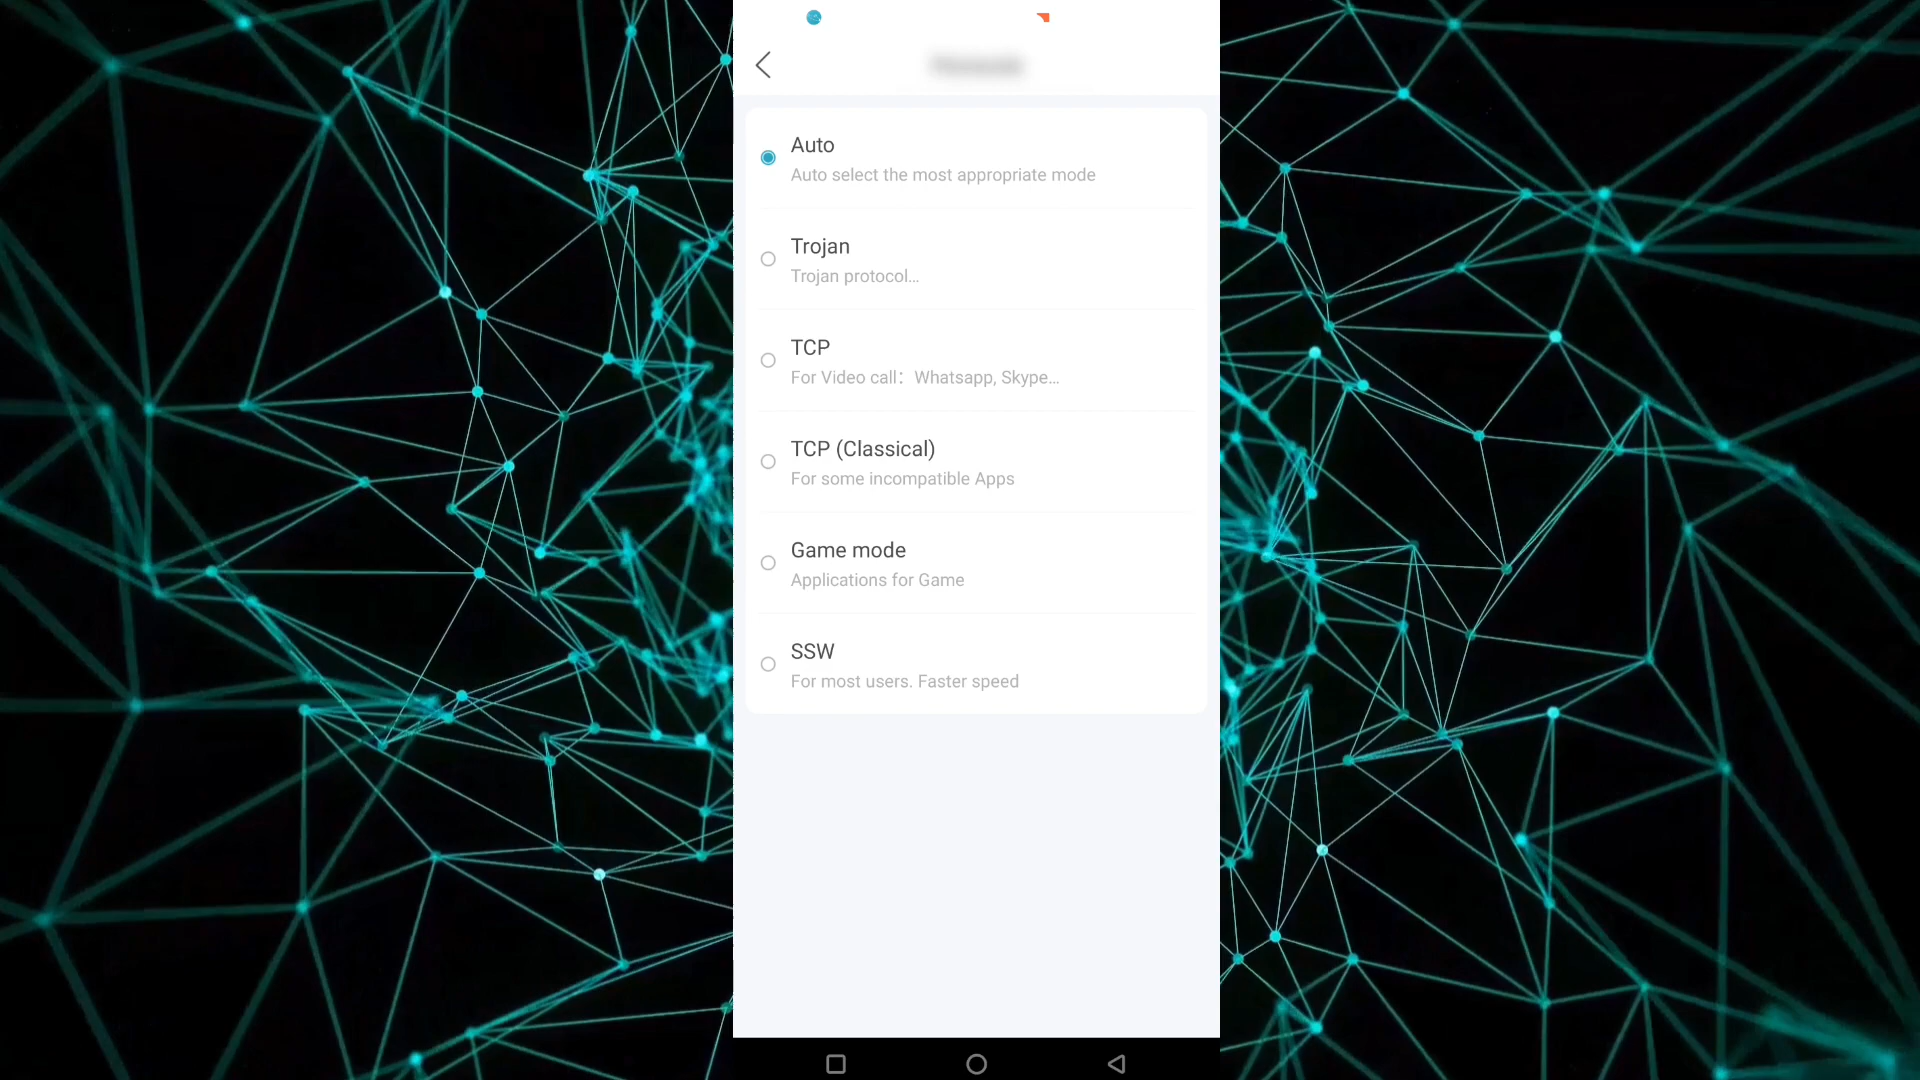 Auto
Auto select the most appropriate mode
Trojan
Trojan protocol...
TCP
For Video call：Whatsapp, Skype...
TCP (Classical)
For some incompatible Apps
Game mode
Applications for Game
SSW
For most users. Faster speed